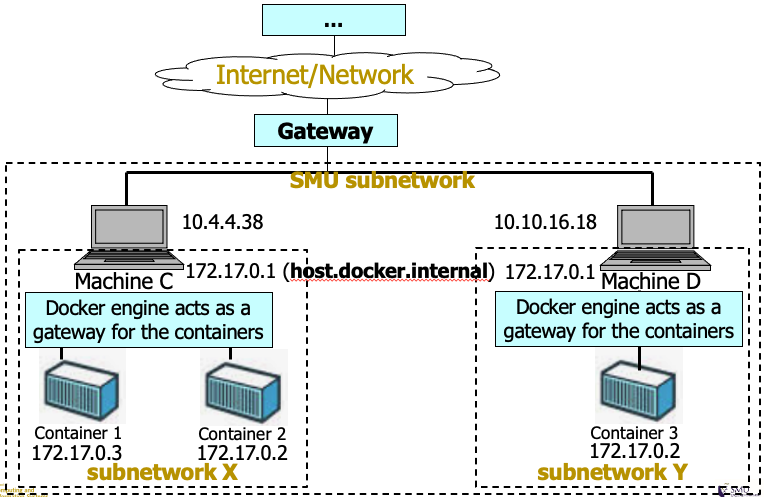 ...
Internet/Network
Gateway
SMU subnetwork
10.4.4.38
10.10.16.18
172.17.0.1 (host.docker.internal)
172.17.0.1
Machine C
Machine D
Docker engine acts as a
gateway for the containers
Docker engine acts as a
gateway for the containers
Container 1
172.17.0.3
Container 2
172.17.0.2
Container 3
172.17.0.2
subnetwork X
subnetwork Y
SMU